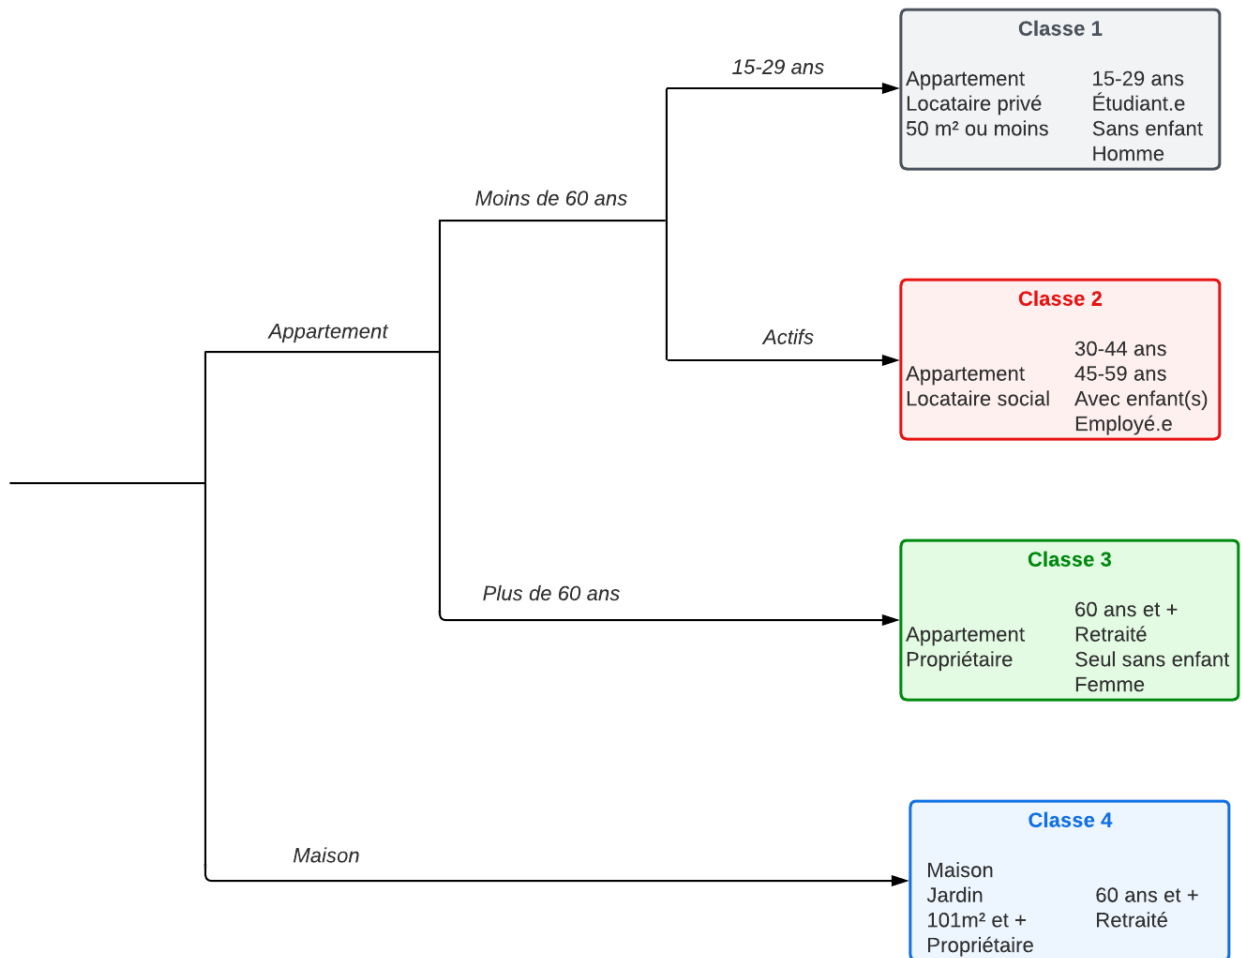 Classe 1
15-29 ans
Appartement 15-29 ans
Locataire privé Étudiant.e
50 m² ou moins Sans enfant
Homme
Moins de 60 ans
Classe 2
Appartement
Actifs
30-44 ans
Appartement 45-59 ans
Locataire social Avec enfant(s)
Employé.e
Classe 3
Plus de 60 ans
60 ans et +
Appartement Retraité
Propriétaire Seul sans enfant
Femme
Classe 4
Maison
Maison
Jardin 60 ans et +
101m² et + Retraité
Propriétaire